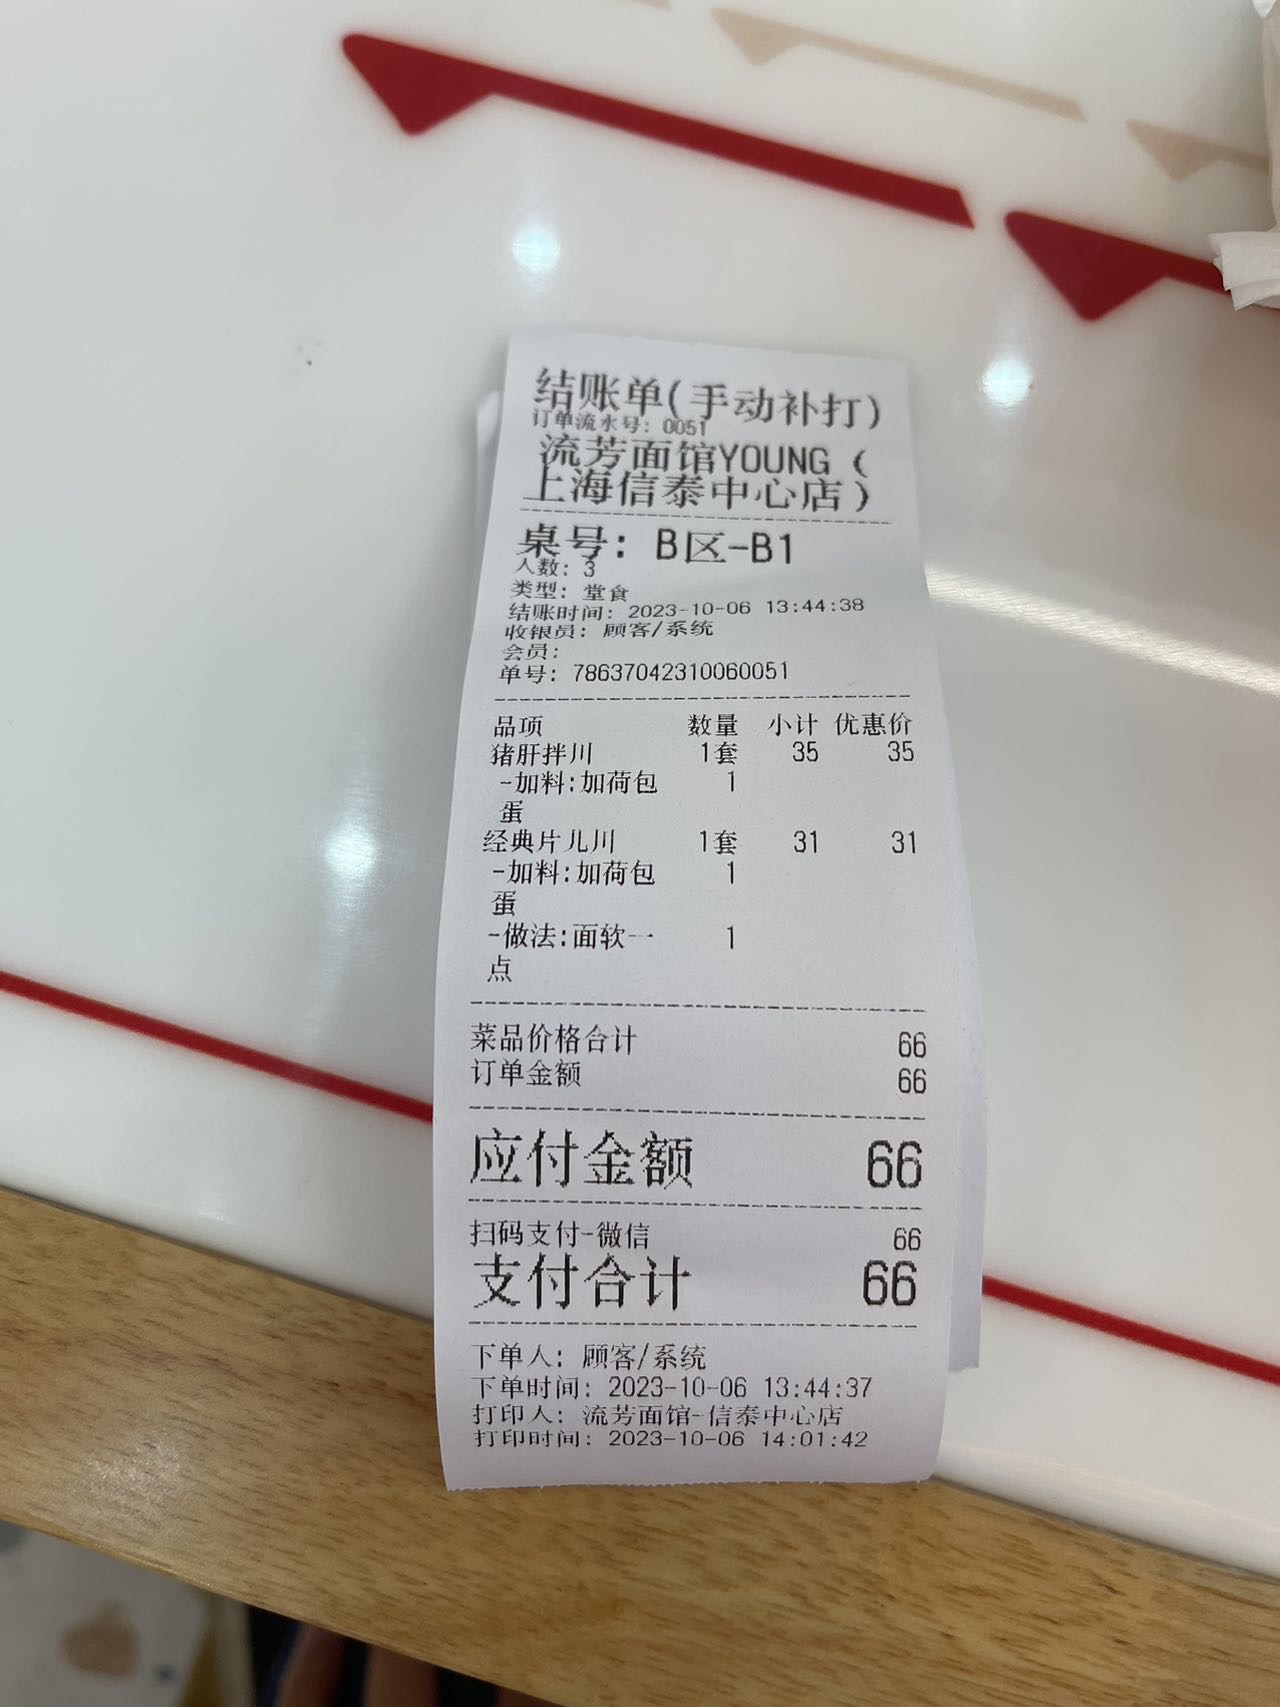 结账单(手动补打)
订单流水号: 0051
流芳面馆YOUNG (
上海信泰中心店)
桌号: B区-B1
人数: 3
类型: 堂食
结账时间: 2023-10-06 13:44:38
收银员: 顾客/系统
会员:
单号: 78637042310060051
品项 数量 小计 优惠价
猪肝拌川 1套 35 35
-加料:加荷包 1
蛋
经典片儿川 1套 31 31
-加料:加荷包 1
蛋
-做法:面软一 1
点
菜品价格合计 66
订单金额 66
应付金额 66
扫码支付-微信 66
支付合计 66
下单人: 顾客/系统
下单时间: 2023-10-06 13:44:37
打印人: 流芳面馆-信泰中心店
打印时间: 2023-10-06 14:01:42